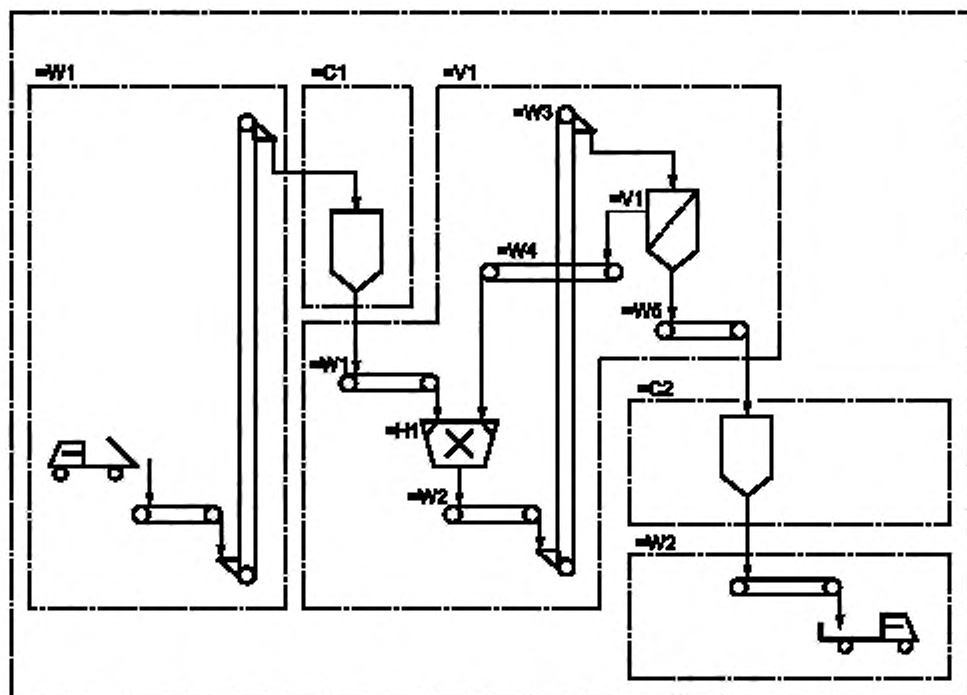 =W1
=C1
=V1
=W3
=V1
=W4
=W5
=W1
=C2
=H1
=W2
=W2